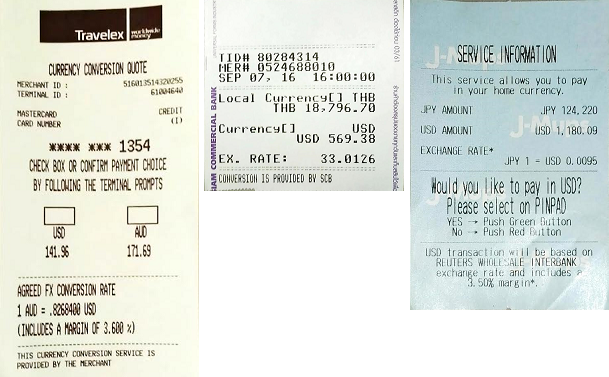 Travelex worldwide money
CURRENCY CONVERSION QUOTE
MERCHANT ID : 5160135143 20255
TERMINAL ID : 61004640
MASTERCARD CREDIT
CARD NUMBER (I)
**** *** 1354
CHECK BOX OR CONFIRM PAYMENT CHOICE
BY FOLLOWING THE TERMINAL PROMPTS
USD AUD
141.96 171.69
AGREED FX CONVERSION RATE
1 AUD = .8268400 USD
(INCLUDES A MARGIN OF 3.600 %)
THIS CURRENCY CONVERSION SERVICE IS
PROVIDED BY THE MERCHANT
TID# 80284314
MER# 0524688010
SEP 07, 16 16:00:00
Local Currency[] THB
THB 18,796.70
Currency[] USD
USD 569.38
EX. RATE: 33.0126
CONVERSION IS PROVIDED BY SCB
SIAM COMMERCIAL BANK
SERVICE INFORMATION
This service allows you to pay
in your home currency.
JPY AMOUNT JPY 124,220
USD AMOUNT USD 1,180.09
EXCHANGE RATE*
JPY 1 = USD 0.0095
Would you like to pay in USD?
Please select on PINPAD
YES → Push Green Button
No → Push Red Button
USD transaction will be based on
REUTERS WHOLESALE INTERBANK
exchange rate and includes a
3.50% margin*.
J-Mups